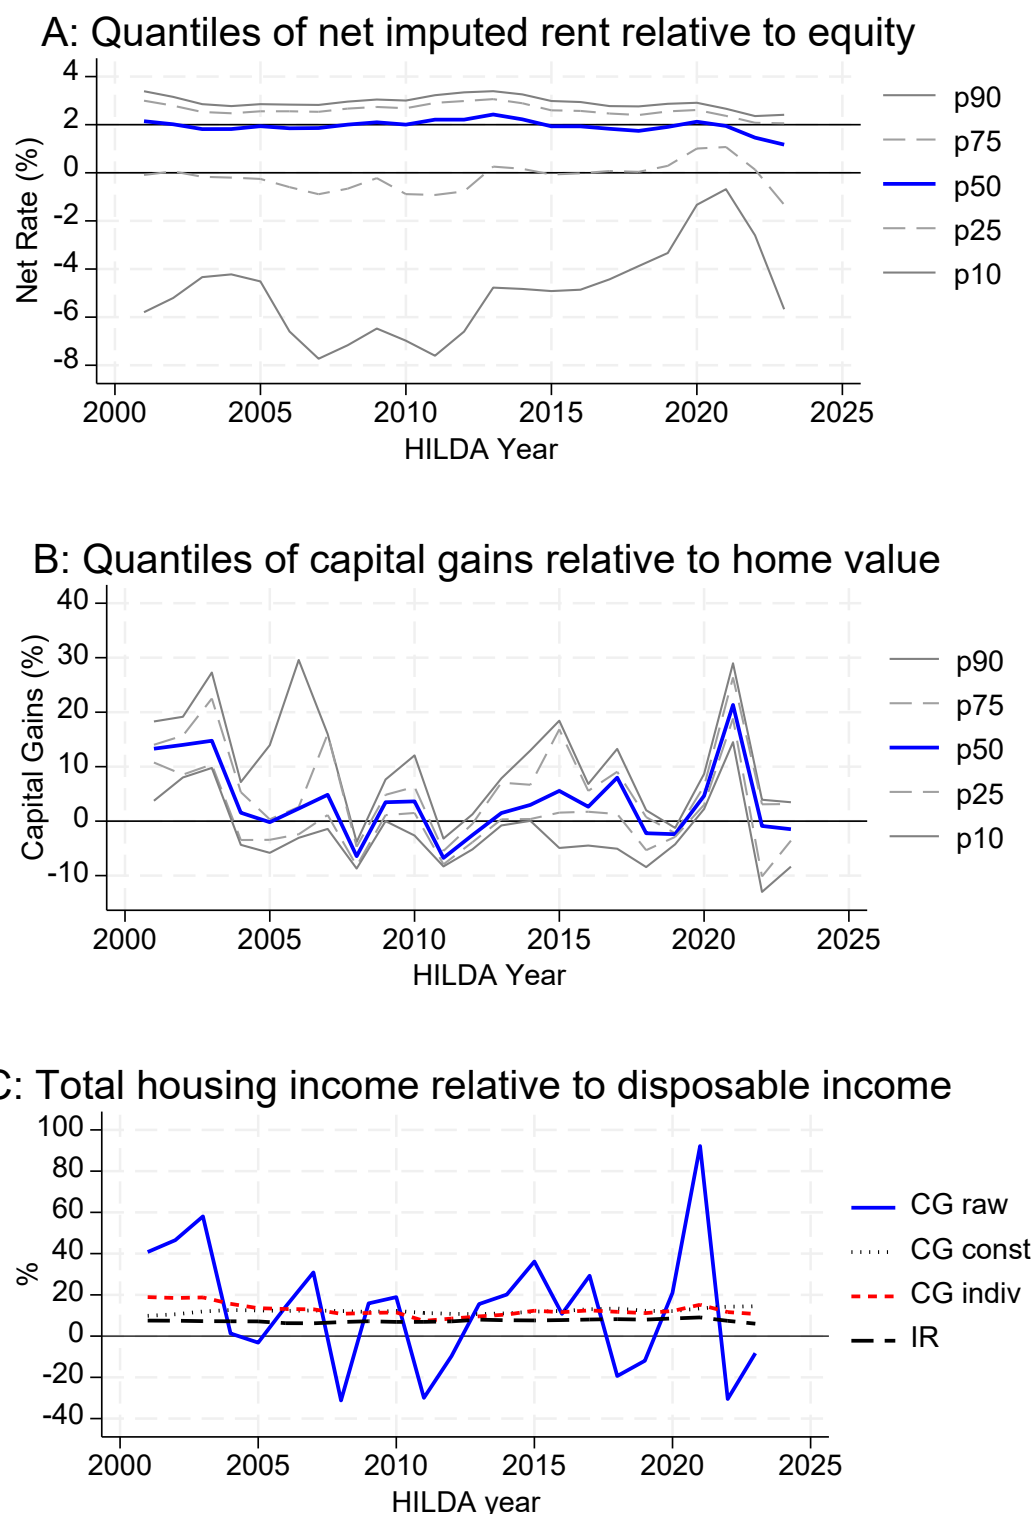 A: Quantiles of net imputed rent relative to equity
4
2
0
-2
-4
-6
-8
Net Rate (%)
2000 2005 2010 2015 2020 2025
HILDA Year
p90
p75
p50
p25
p10
B: Quantiles of capital gains relative to home value
40
30
20
10
0
-10
Capital Gains (%)
2000 2005 2010 2015 2020 2025
HILDA Year
p90
p75
p50
p25
p10
C: Total housing income relative to disposable income
100
80
60
40
20
0
-20
-40
%
2000 2005 2010 2015 2020 2025
HILDA year
CG raw
CG const
CG indiv
IR